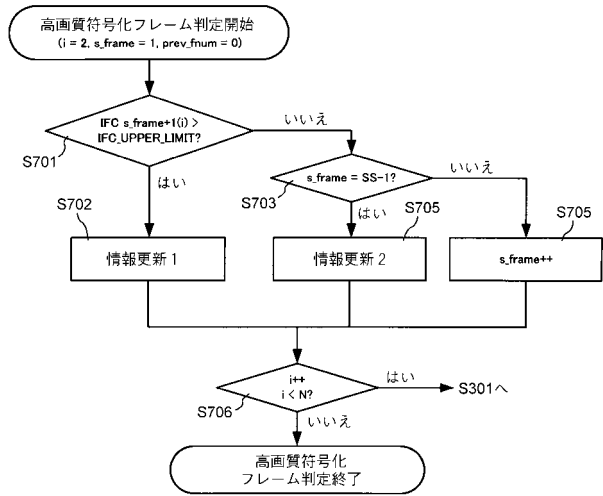 高画質符号化フレーム判定開始
(i = 2, s_frame = 1, prev_fnum = 0)
IFC s_frame+1(i) >
IFC_UPPER_LIMIT?
いいえ
S701
はい
s_frame = SS-1?
いいえ
S703
はい
S702
S705
S705
情報更新1
情報更新2
s_frame++
i++
i < N?
はい
S301へ
S706
いいえ
高画質符号化
フレーム判定終了